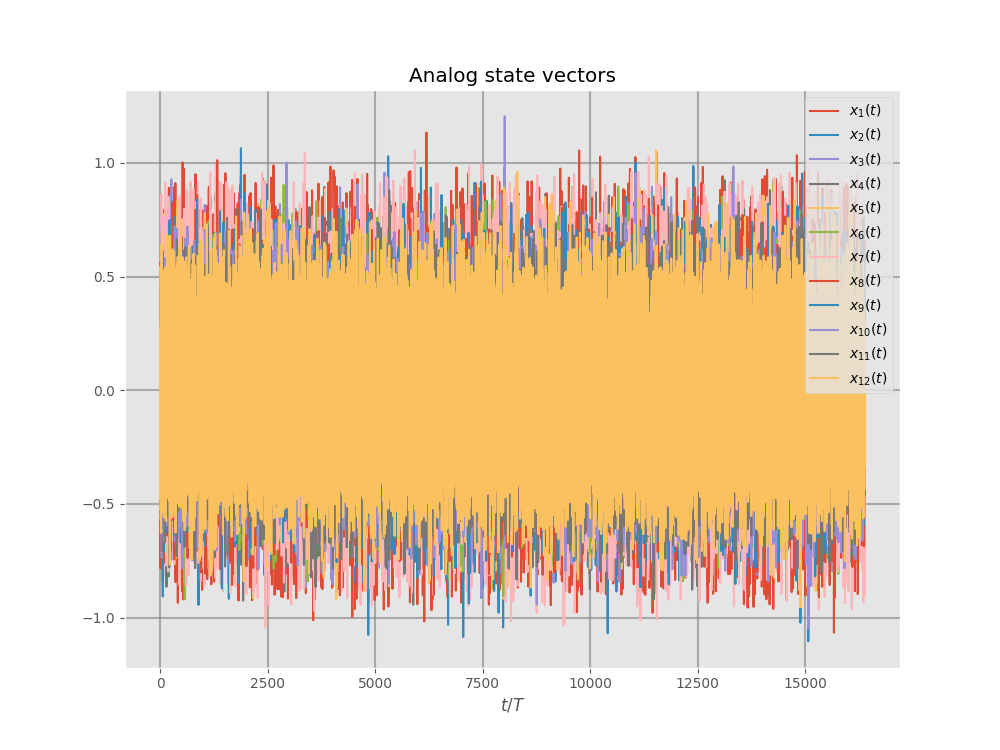 Analog state vectors
1.0
0.5
0.0
−0.5
−1.0
0
2500
5000
7500
10000
12500
15000
t/T
x₁(t)
x₂(t)
x₃(t)
x₄(t)
x₅(t)
x₆(t)
x₇(t)
x₈(t)
x₉(t)
x₁₀(t)
x₁₁(t)
x₁₂(t)